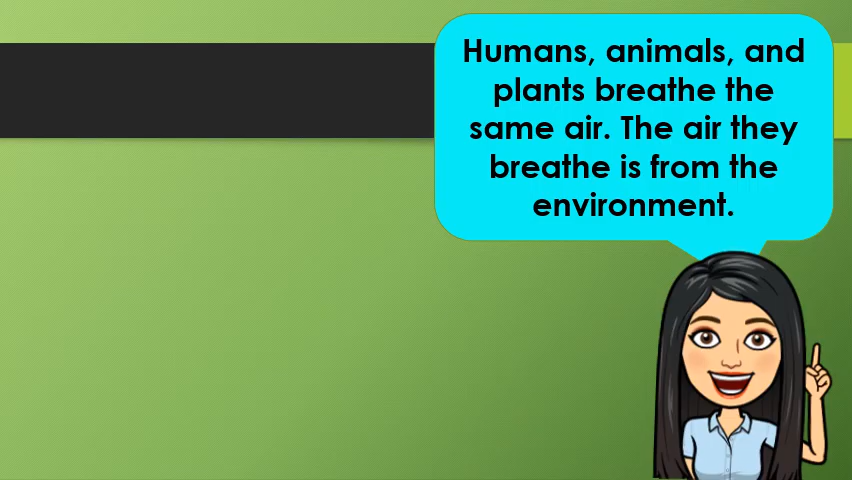 Humans, animals, and
plants breathe the
same air. The air they
breathe is from the
environment.